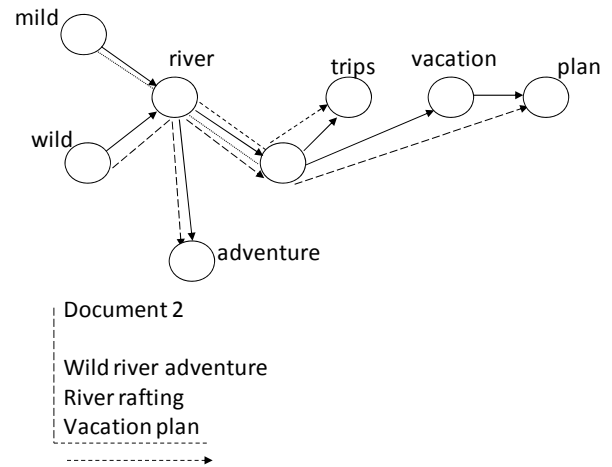 mild
river
trips
vacation
plan
wild
adventure
Document 2
Wild river adventure
River rafting
Vacation plan